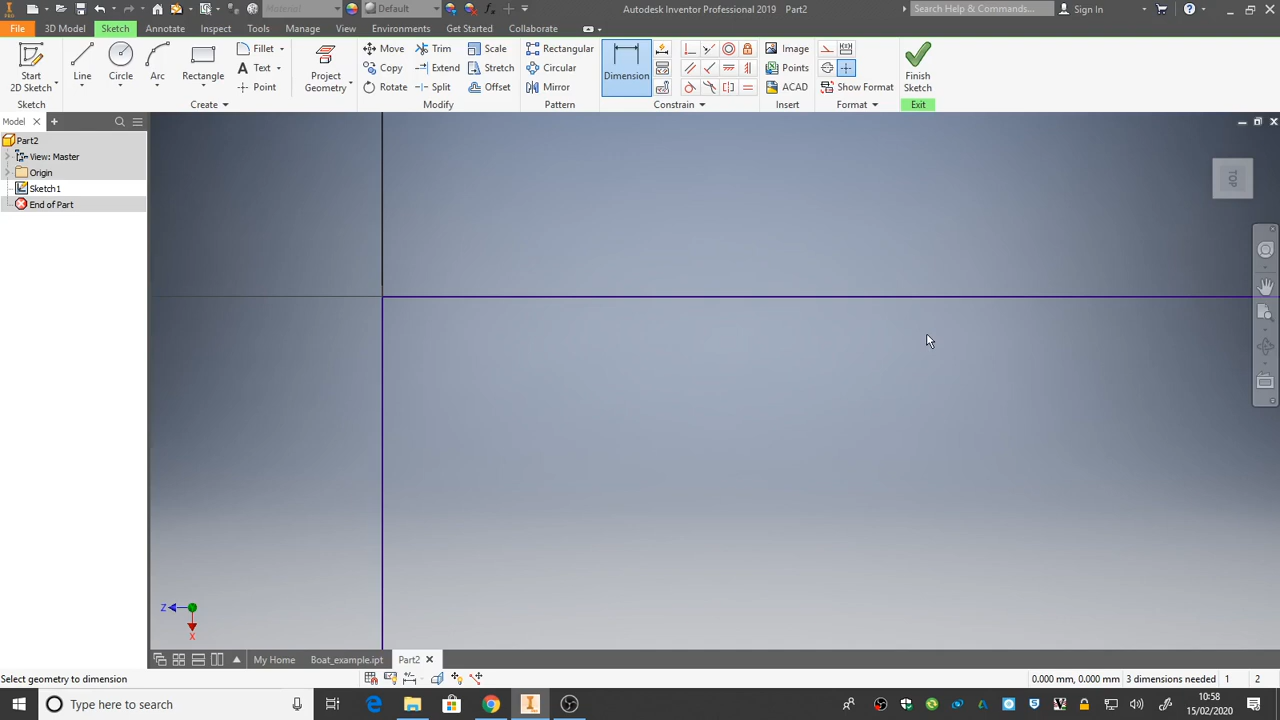 Material
Default
Autodesk Inventor Professional 2019 Part2
Search Help & Commands...
Sign In
File
3D Model
Sketch
Annotate
Inspect
Tools
Manage
View
Environments
Get Started
Collaborate
Start
2D Sketch
Line
Circle
Arc
Rectangle
Fillet
Text
Point
Project
Geometry
Move
Copy
Rotate
Trim
Extend
Split
Scale
Stretch
Offset
Rectangular
Circular
Mirror
Dimension
Image
Points
ACAD
Show Format
Finish
Sketch
Sketch
Create
Modify
Pattern
Constrain
Insert
Format
Exit
Model
Part2
View: Master
Origin
Sketch1
End of Part
TOP
Z
X
My Home
Boat_example.ipt
Part2
Select geometry to dimension
0.000 mm, 0.000 mm
3 dimensions needed
1
2
Type here to search
10:58
15/02/2020